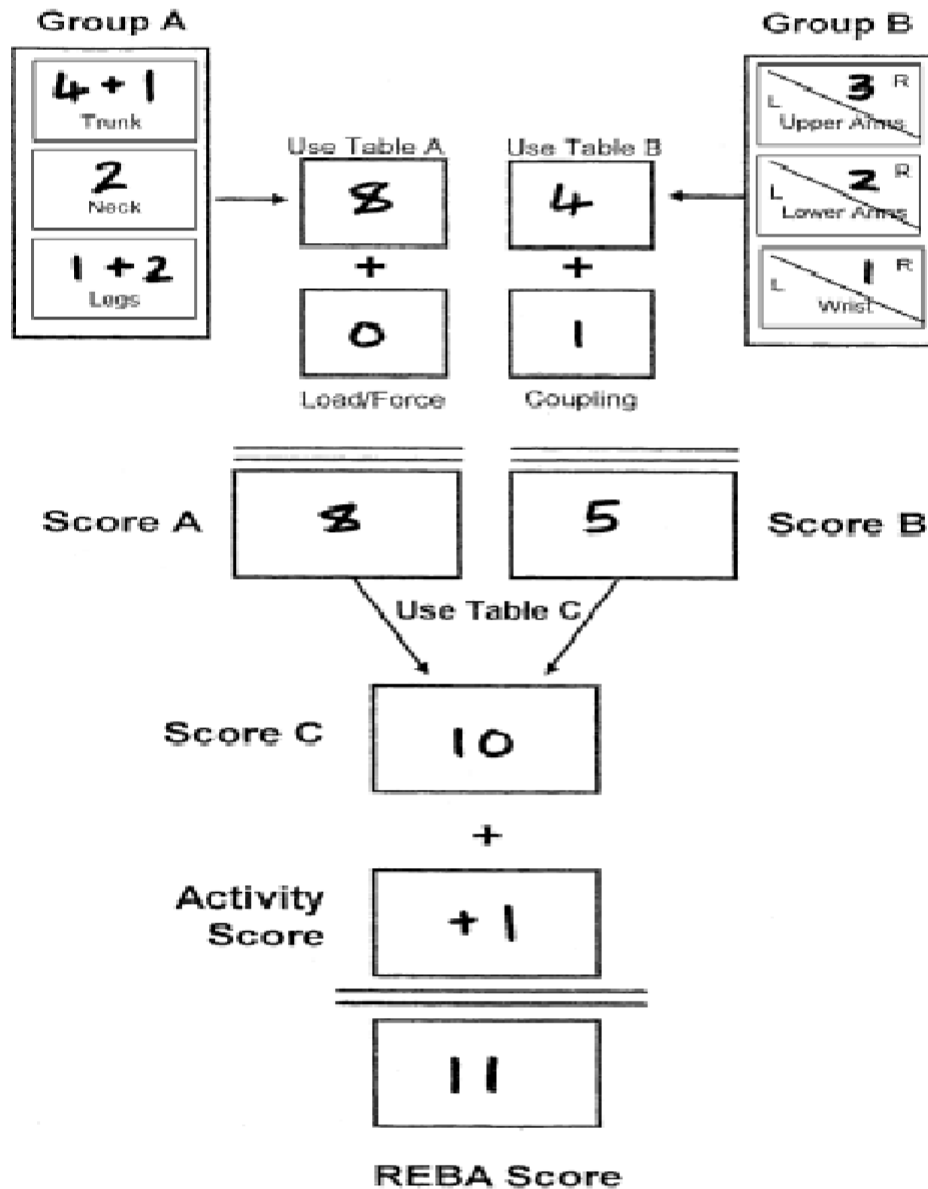 Group A
Group B
4 + 1
Trunk
2
Neck
1 + 2
Legs
Use Table A
Use Table B
8
4
+
+
0
1
Load/Force
Coupling
L
3
R
Upper Arms
L
2
R
Lower Arms
L
1
R
Wrist
Score A
8
5
Score B
Use Table C
Score C
10
+
Activity
Score
+1
11
REBA Score